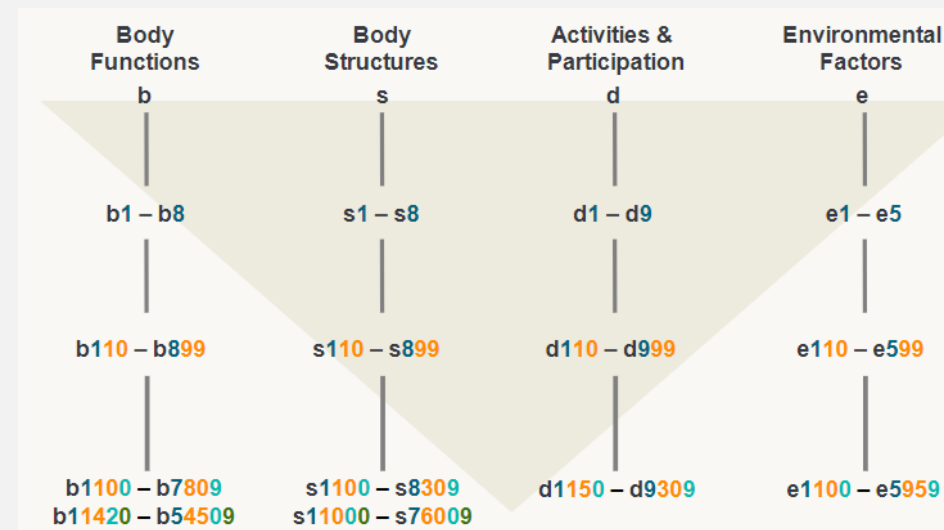 Body
Functions
b
Body
Structures
s
Activities &
Participation
d
Environmental
Factors
e
b1 – b8
s1 – s8
d1 – d9
e1 – e5
b110 – b899
s110 – s899
d110 – d999
e110 – e599
b1100 – b7809
b11420 – b54509
s1100 – s8309
s11000 – s76009
d1150 – d9309
e1100 – e5959